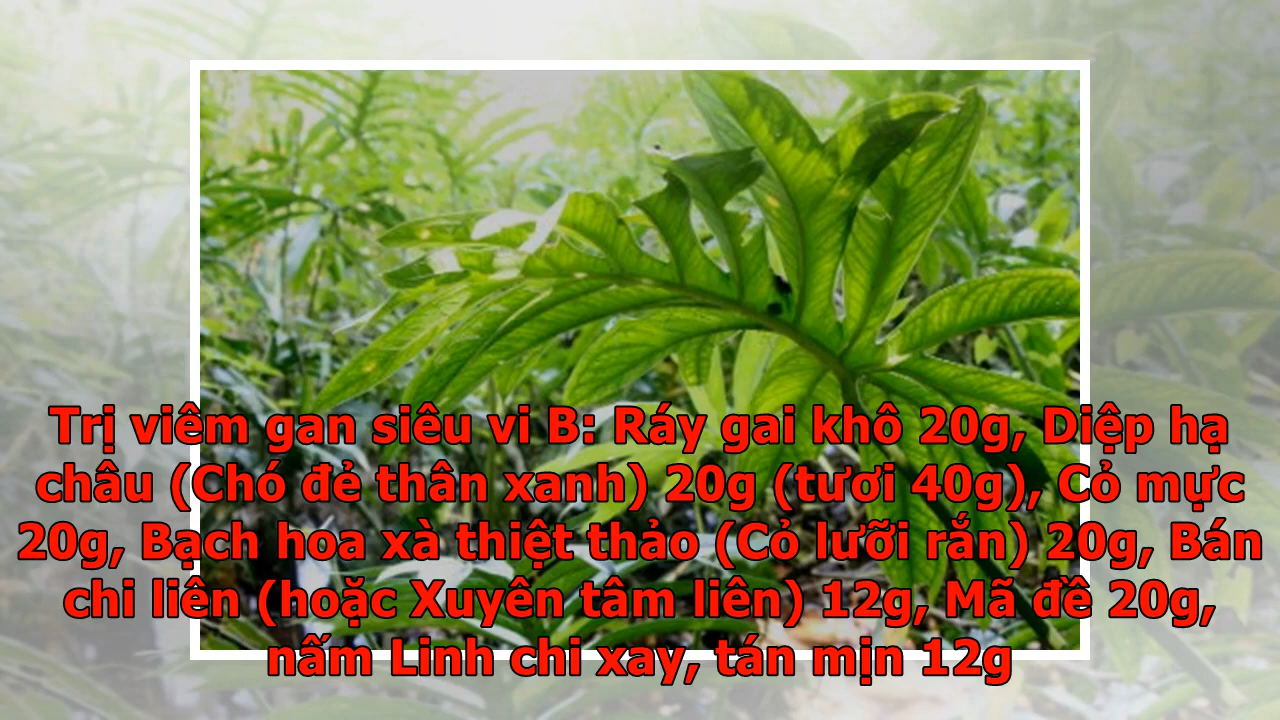 Trị viêm gan siêu vi B: Ráy gai khô 20g, Diệp hạ
châu (Chó đẻ thân xanh) 20g (tươi 40g), Cỏ mực
20g, Bạch hoa xà thiệt thảo (Cỏ lưỡi rắn) 20g, Bán
chi liên (hoặc Xuyên tâm liên) 12g, Mã đề 20g,
nấm Linh chi xay, tán mịn 12g